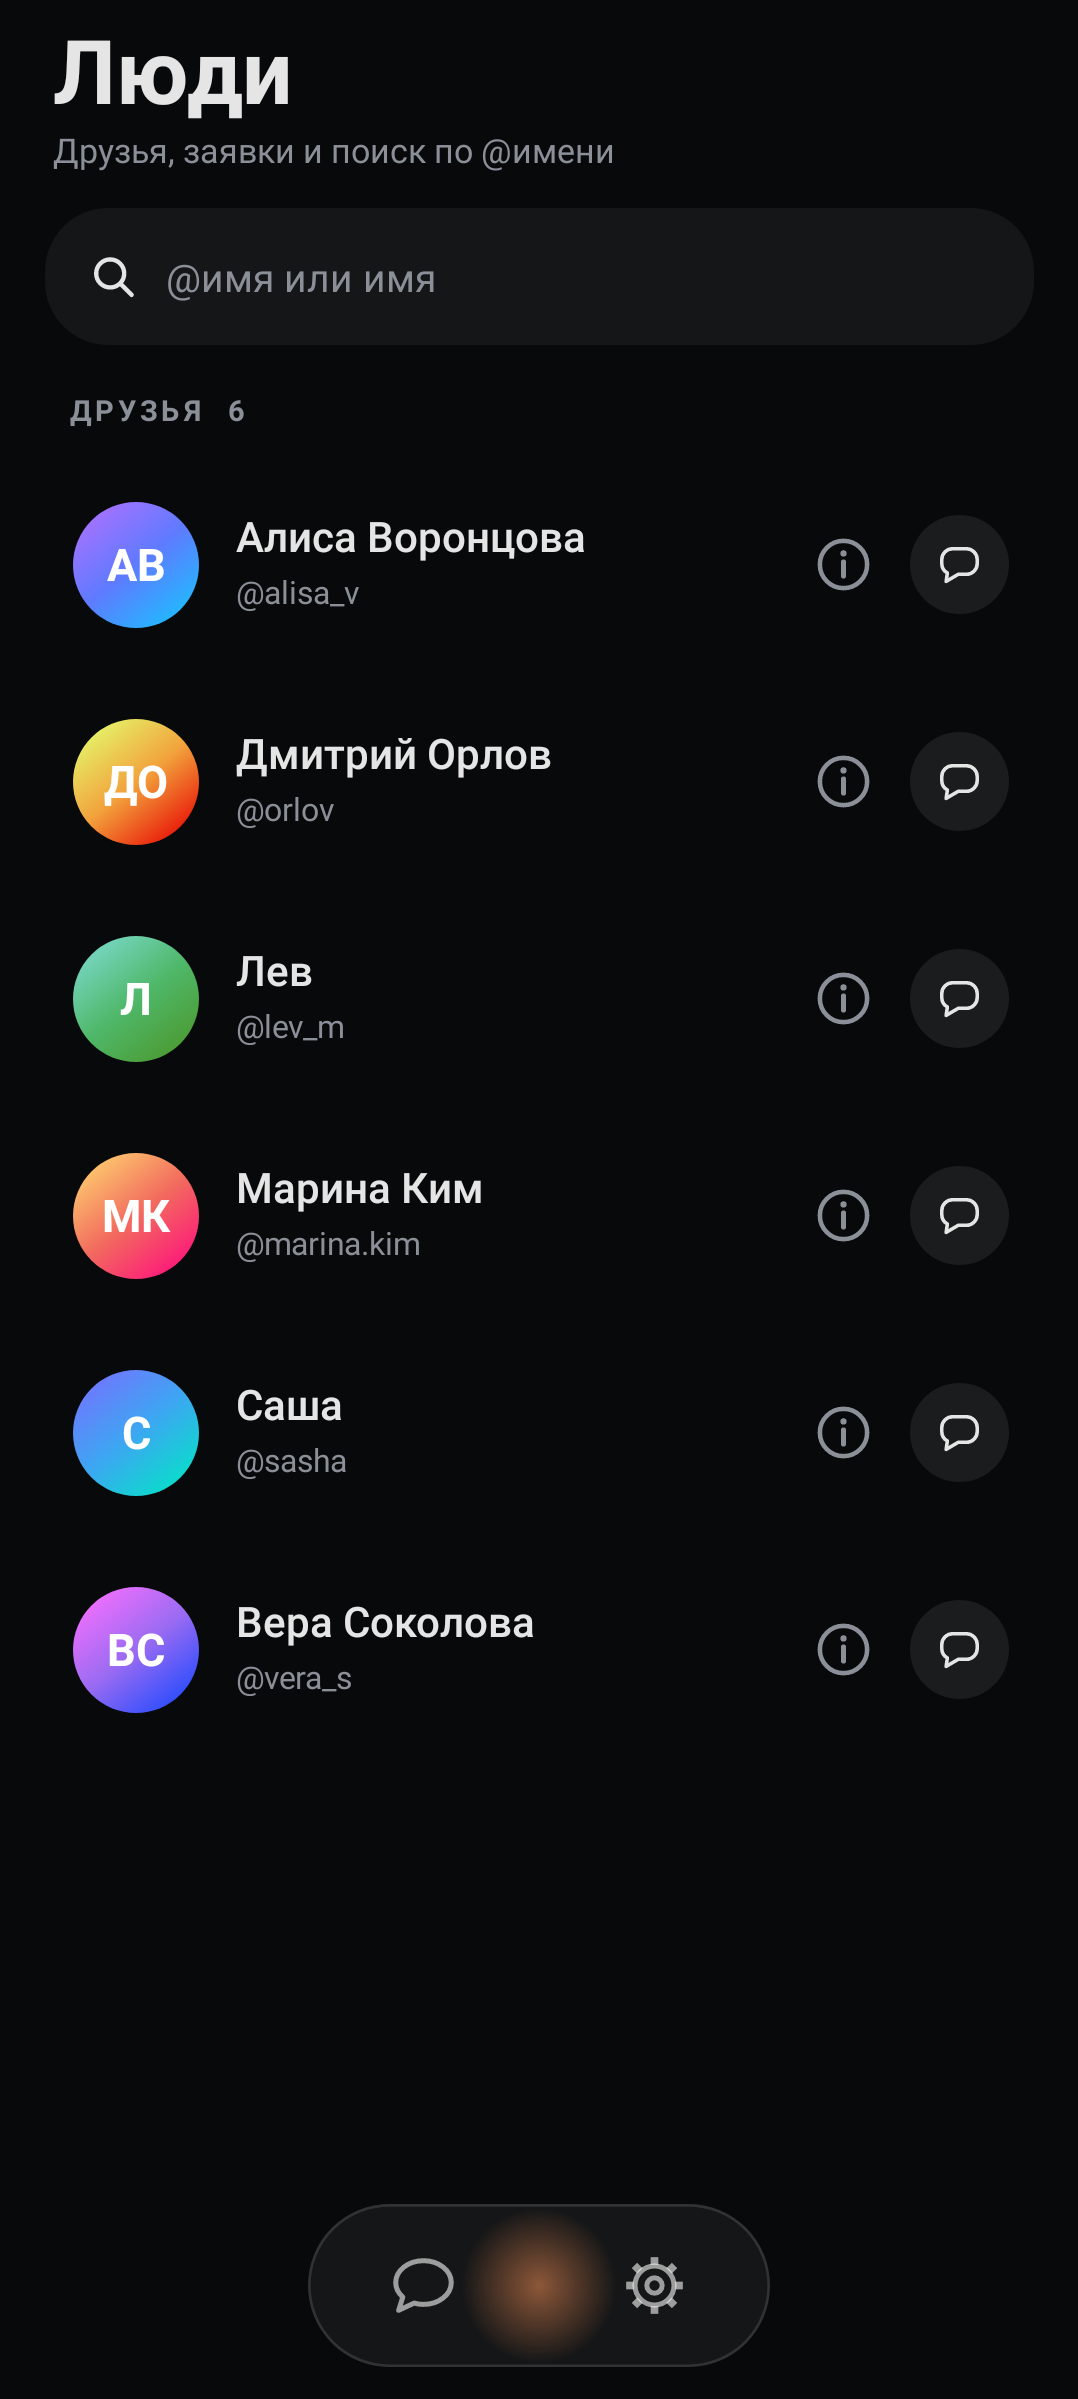 Люди
Друзья, заявки и поиск по @имени
@имя или имя
ДРУЗЬЯ 6
АВ
Алиса Воронцова
@alisa_v
ДО
Дмитрий Орлов
@orlov
Л
Лев
@lev_m
МК
Марина Ким
@marina.kim
С
Саша
@sasha
ВС
Вера Соколова
@vera_s